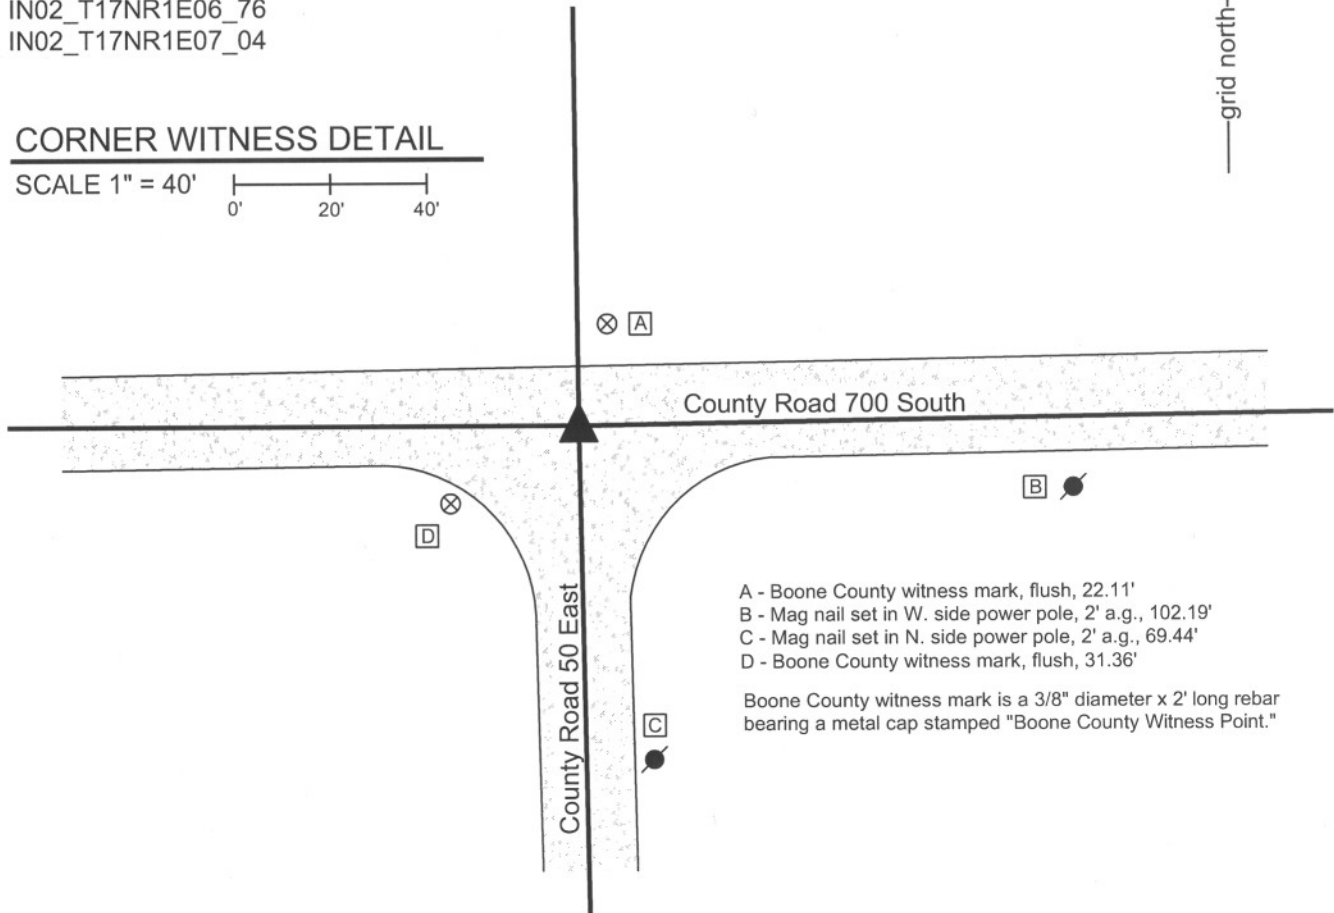 IN02_T17NR1E06_76
IN02_T17NR1E07_04
grid north
CORNER WITNESS DETAIL
SCALE 1" = 40'
0' 20' 40'
A
County Road 700 South
B
D
County Road 50 East
C
A - Boone County witness mark, flush, 22.11'
B - Mag nail set in W. side power pole, 2' a.g., 102.19'
C - Mag nail set in N. side power pole, 2' a.g., 69.44'
D - Boone County witness mark, flush, 31.36'
Boone County witness mark is a 3/8" diameter x 2' long rebar
bearing a metal cap stamped "Boone County Witness Point."